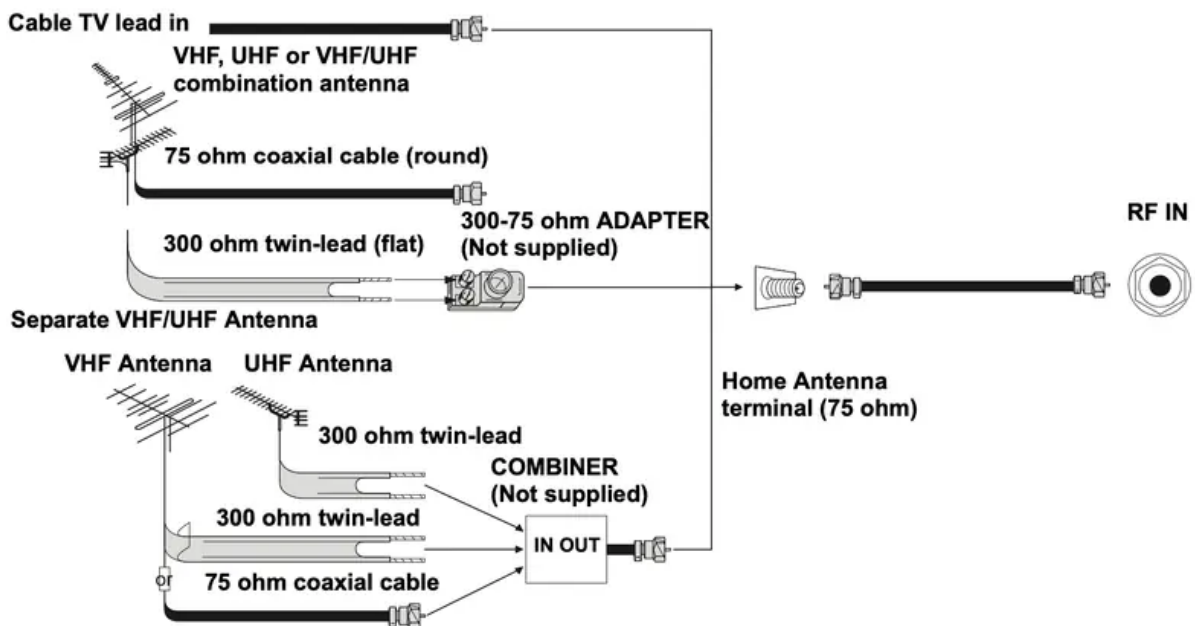 Cable TV lead in
VHF, UHF or VHF/UHF
combination antenna
75 ohm coaxial cable (round)
300-75 ohm ADAPTER
(Not supplied)
RF IN
300 ohm twin-lead (flat)
Separate VHF/UHF Antenna
VHF Antenna
UHF Antenna
Home Antenna
terminal (75 ohm)
300 ohm twin-lead
COMBINER
(Not supplied)
300 ohm twin-lead
IN OUT
or
75 ohm coaxial cable